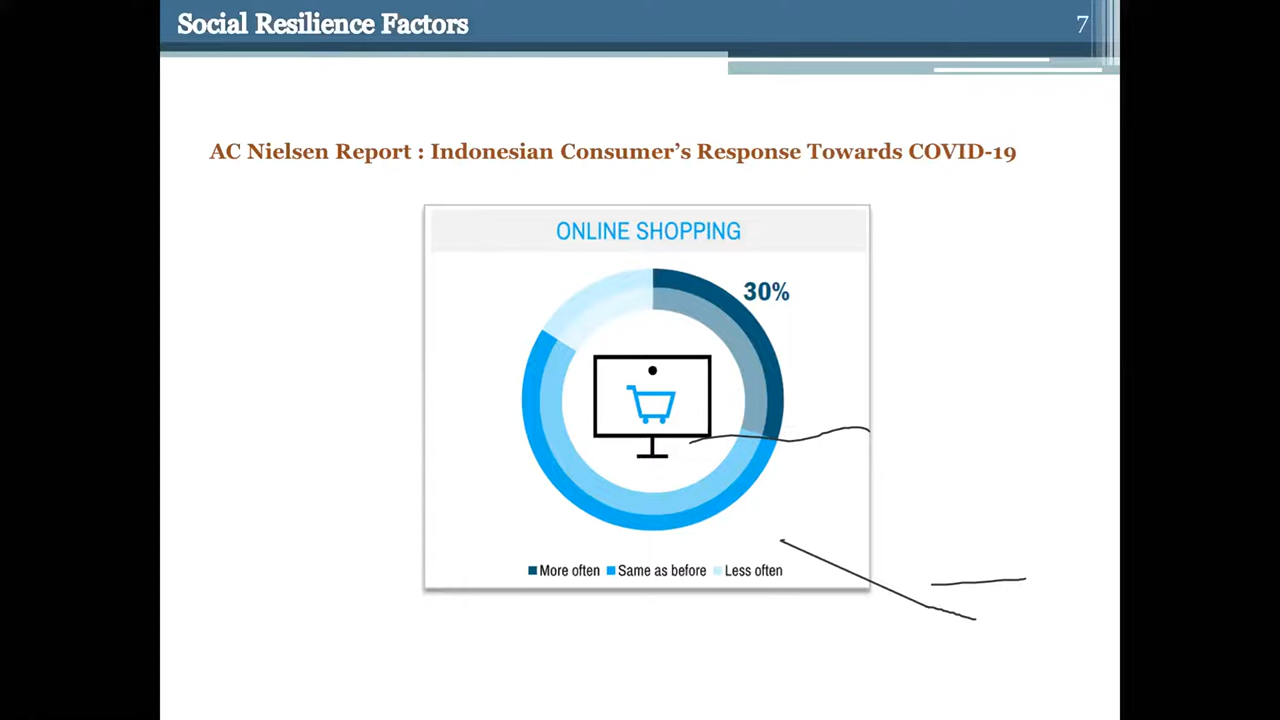 Social Resilience Factors
7
AC Nielsen Report : Indonesian Consumer's Response Towards COVID-19
ONLINE SHOPPING
30%
More often Same as before Less often